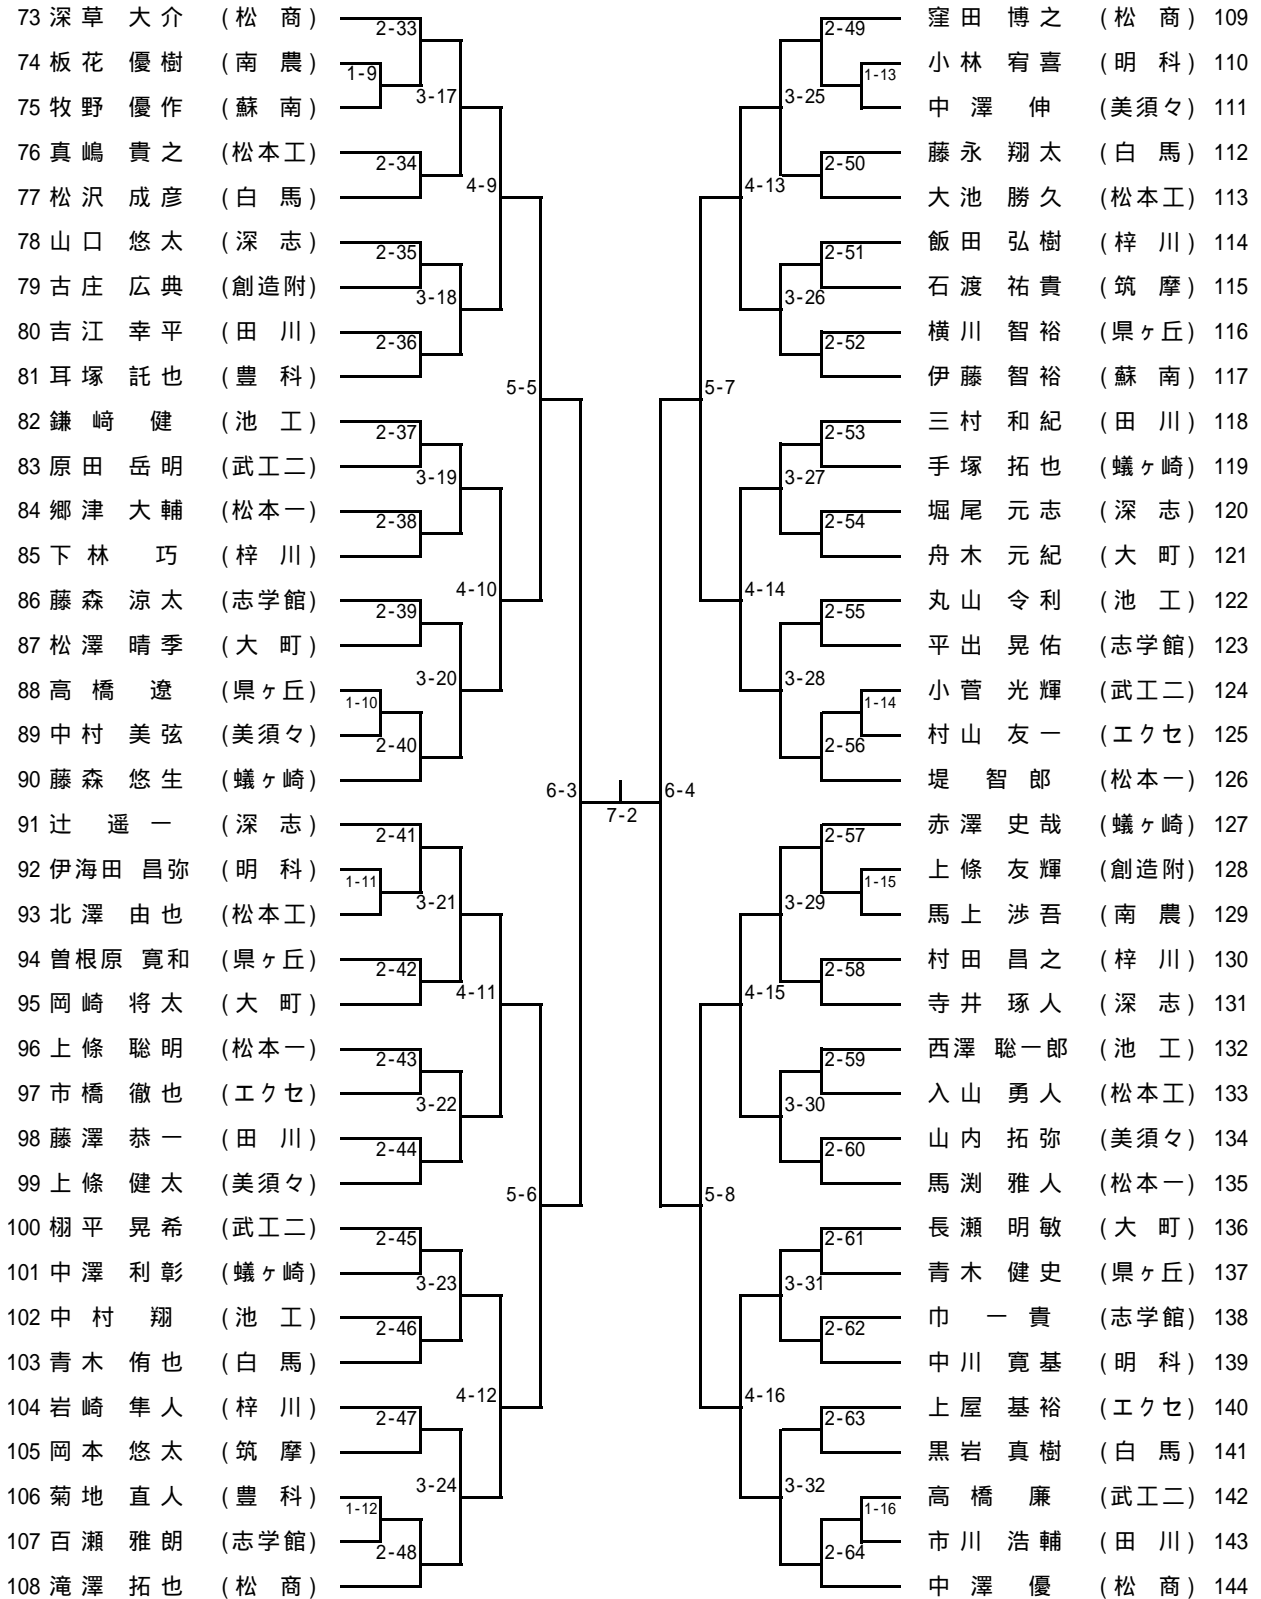 73 深草 大介 (松商)
74 板花 優樹 (南農)
75 牧野 優作 (蘇南)
76 真嶋 貴之 (松本工)
77 松沢 成彦 (白馬)
78 山口 悠太 (深志)
79 古庄 広典 (創造附)
80 吉江 幸平 (田川)
81 耳塚 託也 (豊科)
82 鎌﨑 健 (池工)
83 原田 岳明 (武工二)
84 郷津 大輔 (松本一)
85 下林 巧 (梓川)
86 藤森 涼太 (志学館)
87 松澤 晴季 (大町)
88 高橋 遼 (県ヶ丘)
89 中村 美弦 (美須々)
90 藤森 悠生 (蟻ヶ崎)
91 辻 遥一 (深志)
92 伊海田 昌弥 (明科)
93 北澤 由也 (松本工)
94 曽根原 寛和 (県ヶ丘)
95 岡崎 将太 (大町)
96 上條 聡明 (松本一)
97 市橋 徹也 (エクセ)
98 藤澤 恭一 (田川)
99 上條 健太 (美須々)
100 栩平 晃希 (武工二)
101 中澤 利彰 (蟻ヶ崎)
102 中村 翔 (池工)
103 青木 侑也 (白馬)
104 岩崎 隼人 (梓川)
105 岡本 悠太 (筑摩)
106 菊地 直人 (豊科)
107 百瀬 雅朗 (志学館)
108 滝澤 拓也 (松商)
1-9
1-10
1-11
1-12
2-33
2-34
2-35
2-36
2-37
2-38
2-39
2-40
2-41
2-42
2-43
2-44
2-45
2-46
2-47
2-48
3-17
3-18
3-19
3-20
3-21
3-22
3-23
3-24
4-9
4-10
4-11
4-12
5-5
5-6
6-3
7-2
6-4
5-7
5-8
4-13
4-14
4-15
4-16
3-25
3-26
3-27
3-28
3-29
3-30
3-31
3-32
2-49
2-50
2-51
2-52
2-53
2-54
2-55
2-56
2-57
2-58
2-59
2-60
2-61
2-62
2-63
2-64
1-13
1-14
1-15
1-16
窪田 博之 (松商) 109
小林 宥喜 (明科) 110
中澤 伸 (美須々) 111
藤永 翔太 (白馬) 112
大池 勝久 (松本工) 113
飯田 弘樹 (梓川) 114
石渡 祐貴 (筑摩) 115
横川 智裕 (県ヶ丘) 116
伊藤 智裕 (蘇南) 117
三村 和紀 (田川) 118
手塚 拓也 (蟻ヶ崎) 119
堀尾 元志 (深志) 120
舟木 元紀 (大町) 121
丸山 令利 (池工) 122
平出 晃佑 (志学館) 123
小菅 光輝 (武工二) 124
村山 友一 (エクセ) 125
堤 智郎 (松本一) 126
赤澤 史哉 (蟻ヶ崎) 127
上條 友輝 (創造附) 128
馬上 渉吾 (南農) 129
村田 昌之 (梓川) 130
寺井 琢人 (深志) 131
西澤 聡一郎 (池工) 132
入山 勇人 (松本工) 133
山内 拓弥 (美須々) 134
馬渕 雅人 (松本一) 135
長瀬 明敏 (大町) 136
青木 健史 (県ヶ丘) 137
巾 一貴 (志学館) 138
中川 寛基 (明科) 139
上屋 基裕 (エクセ) 140
黒岩 真樹 (白馬) 141
高橋 廉 (武工二) 142
市川 浩輔 (田川) 143
中澤 優 (松商) 144